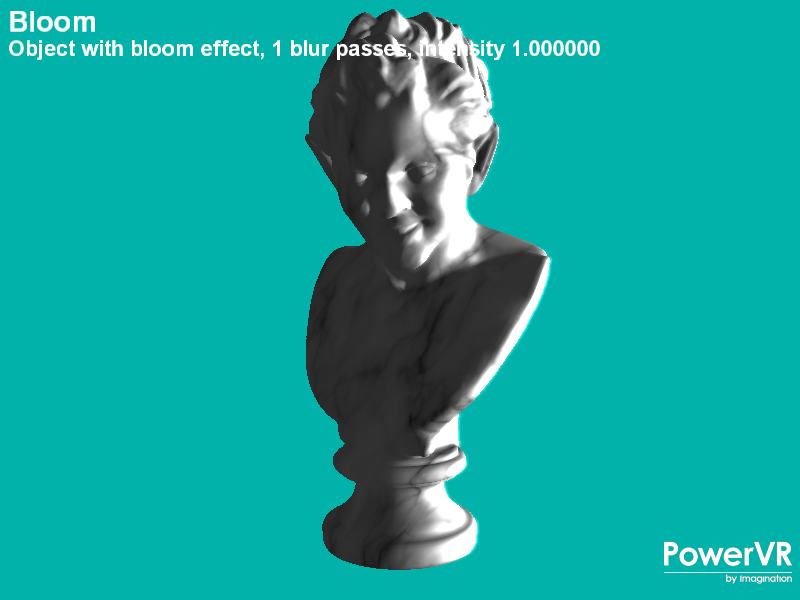 Bloom
Object with bloom effect, 1 blur passes, intensity 1.000000
PowerVR
by Imagination